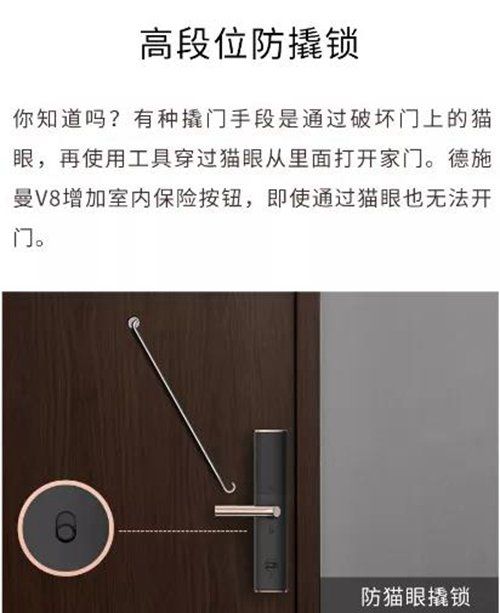 高段位防撬锁
你知道吗？有种撬门手段是通过破坏门上的猫
眼，再使用工具穿过猫眼从里面打开家门。德施
曼V8增加室内保险按钮，即使通过猫眼也无法开
门。
防猫眼撬锁